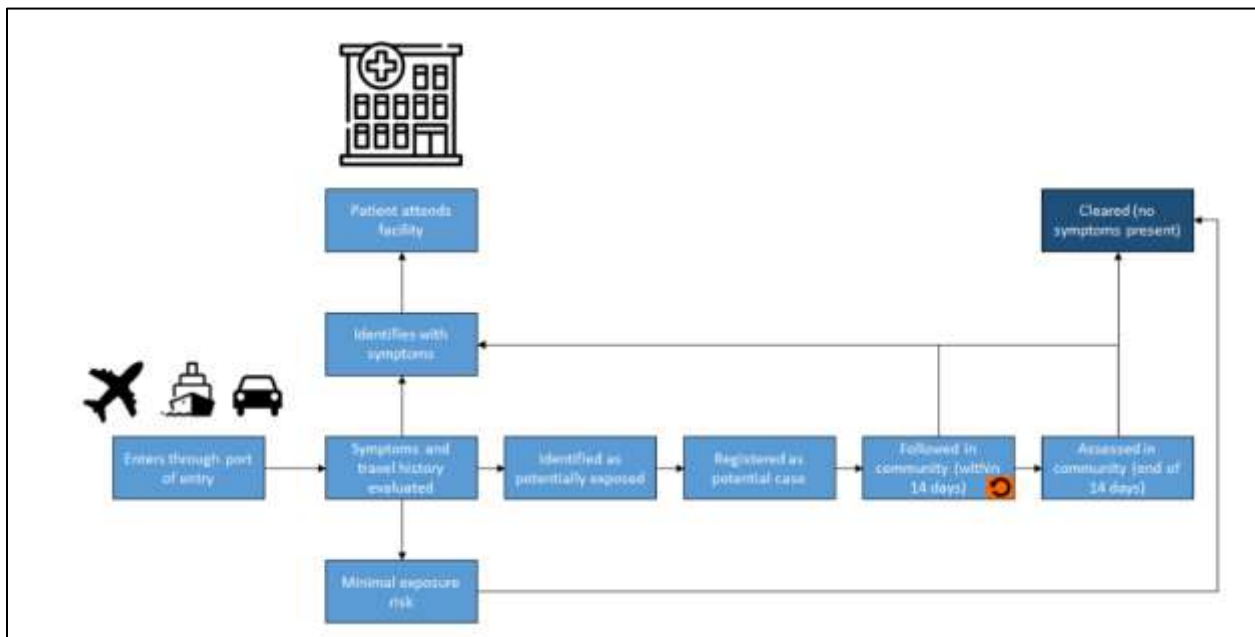 Patient attends
facility
Cleared (no
symptoms present)
Identifies with
symptoms
Enters through port
of entry
Symptoms and
travel history
evaluated
Identified as
potentially exposed
Registered as
potential case
Followed in
community (within
14 days)
Assessed in
community (end of
14 days)
Minimal exposure
risk